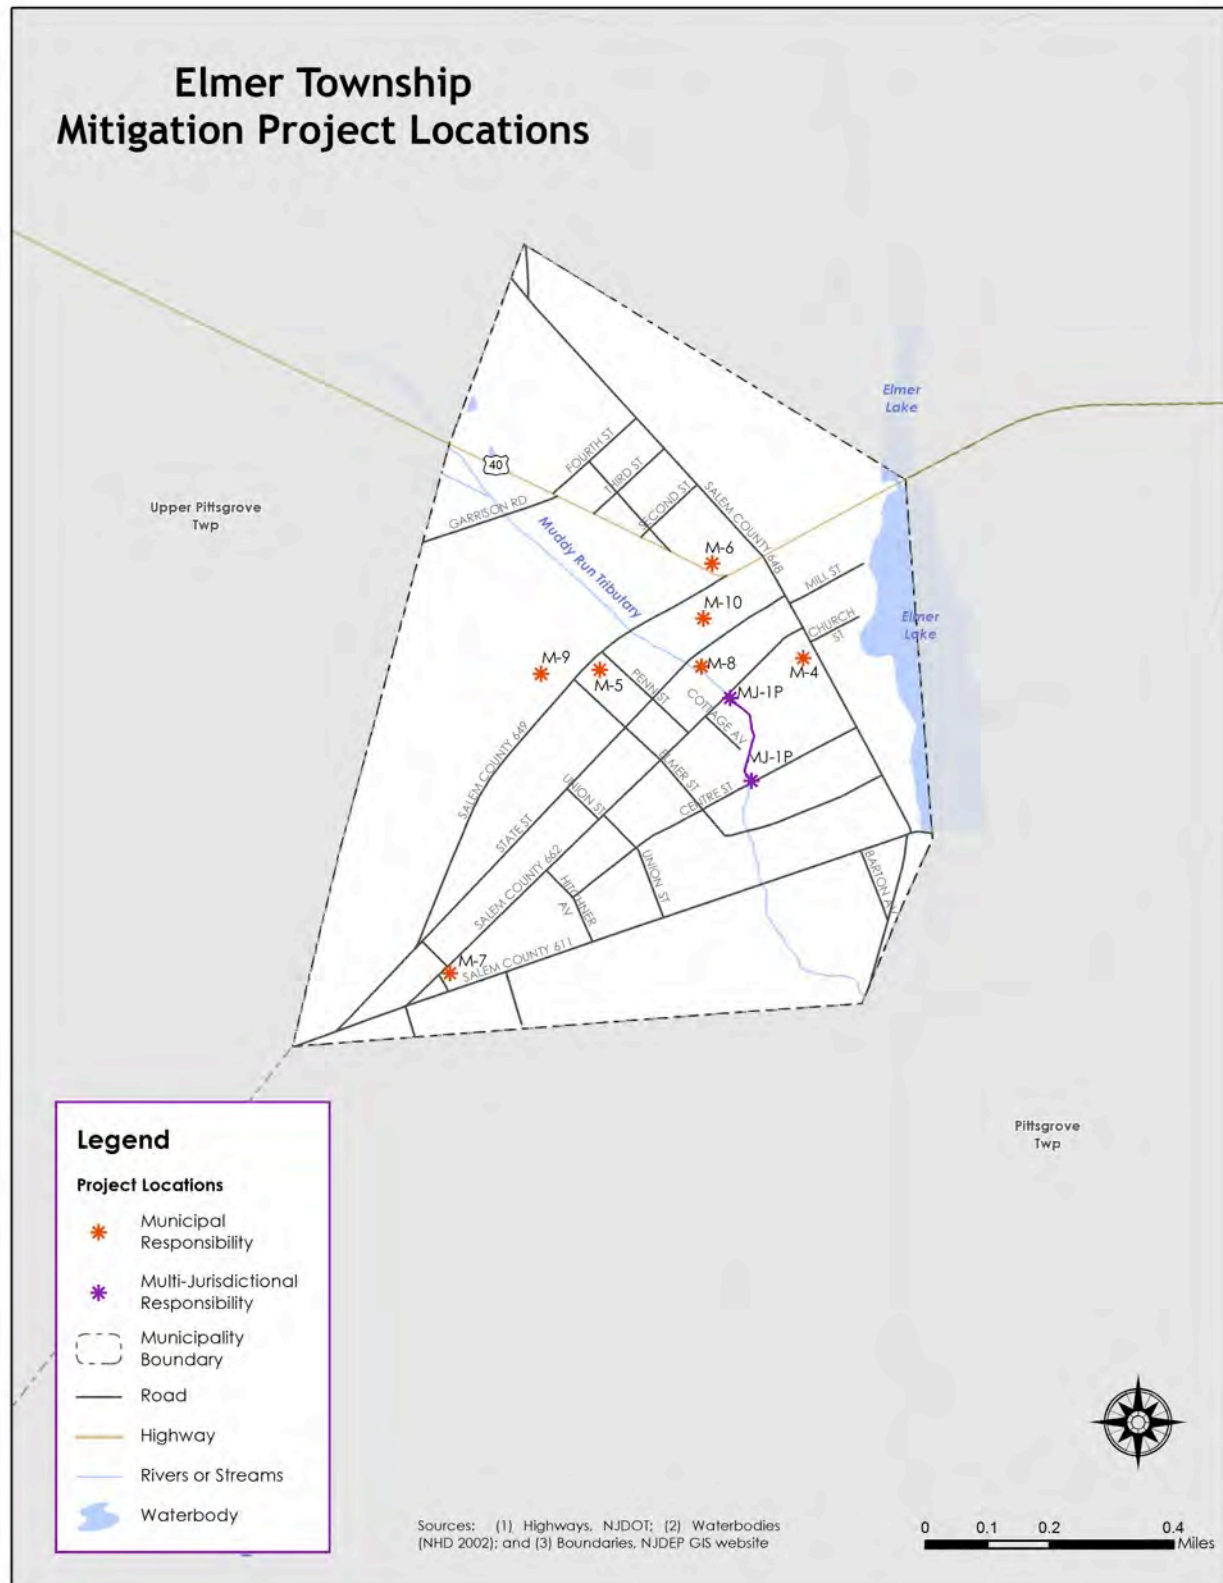 Elmer Township
Mitigation Project Locations
Elmer
Lake
40
FOURTH ST
THIRD ST
SECOND ST
SALEM COUNTY 648
GARRISON RD
Upper Pittsgrove
Twp
Muddy Run Tributary
M-6
MILL ST
M-10
CHURCH
ST
Elmer
Lake
M-9
M-5
M-8
M-4
PENN ST
MJ-1P
COTTAGE AV
SALEM COUNTY 649
ELMER ST
MJ-1P
CENTRE ST
UNION ST
STATE ST
SALEM COUNTY 662
UNION ST
BARTON AV
HITCHNER
AV
M-7
SALEM COUNTY 611
Legend
Project Locations
Municipal
Responsibility
Multi-Jurisdictional
Responsibility
Municipality
Boundary
Road
Highway
Rivers or Streams
Waterbody
Pittsgrove
Twp
Sources: (1) Highways, NJDOT; (2) Waterbodies
(NHD 2002); and (3) Boundaries, NJDEP GIS website
0 0.1 0.2 0.4
Miles